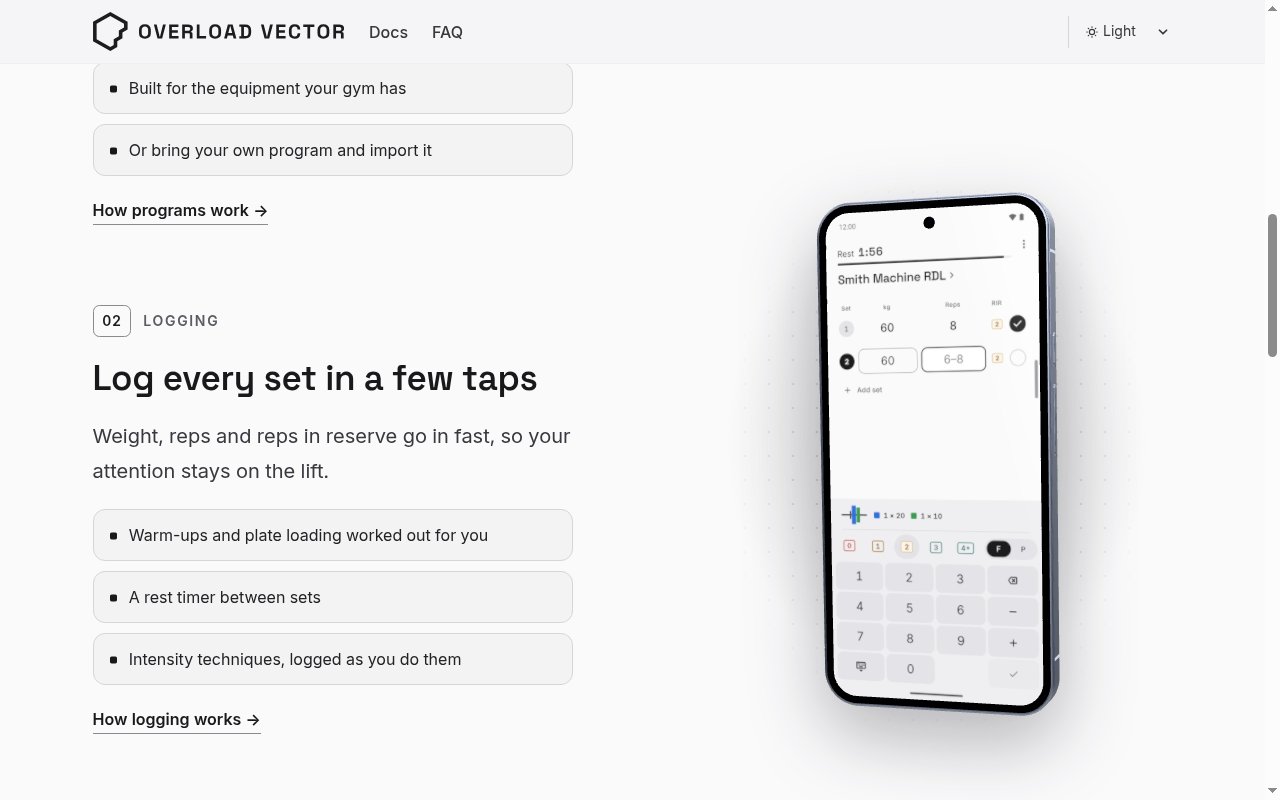 OVERLOAD VECTOR Docs FAQ Light
Built for the equipment your gym has
Or bring your own program and import it
How programs work →
02 LOGGING
Log every set in a few taps
Weight, reps and reps in reserve go in fast, so your
attention stays on the lift.
Warm-ups and plate loading worked out for you
A rest timer between sets
Intensity techniques, logged as you do them
How logging works →
12:00
Rest 1:56
Smith Machine RDL ›
Set kg Reps RIR
1 60 8 2
2 60 6–8 2
+ Add set
1 × 20 1 × 10
0 1 2 3 4+ F P
1 2 3
4 5 6 −
7 8 9 +
0